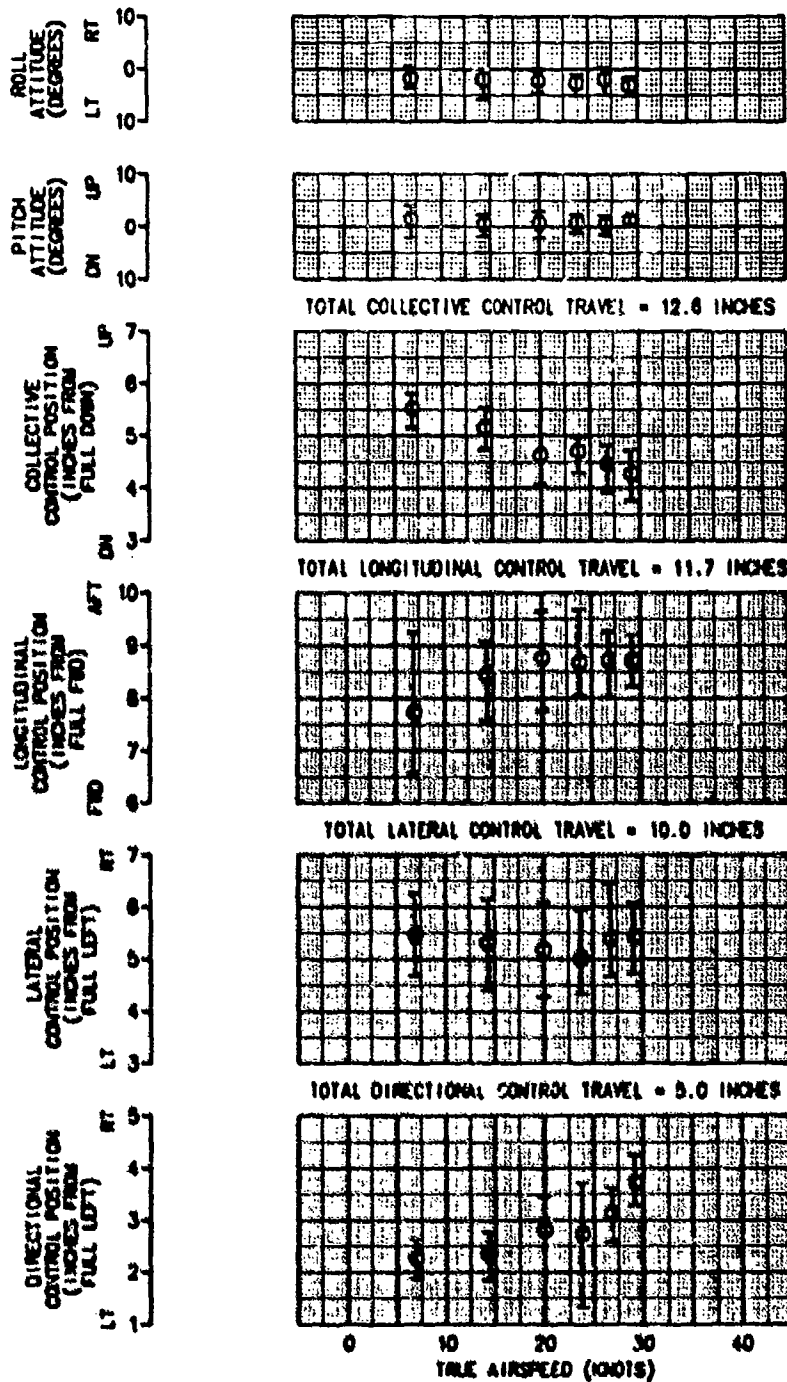 ROLL
ATTITUDE
(DEGREES)
LT RT
10
0
10
PITCH
ATTITUDE
(DEGREES)
DN UP
10
0
10
TOTAL COLLECTIVE CONTROL TRAVEL = 12.6 INCHES
COLLECTIVE
CONTROL POSITION
(INCHES FROM
FULL DOWN)
DN UP
7
6
5
4
3
TOTAL LONGITUDINAL CONTROL TRAVEL = 11.7 INCHES
LONGITUDINAL
CONTROL POSITION
(INCHES FROM
FULL FWD)
FWD AFT
10
9
8
7
6
TOTAL LATERAL CONTROL TRAVEL = 10.0 INCHES
LATERAL
CONTROL POSITION
(INCHES FROM
FULL LEFT)
LT RT
7
6
5
4
3
TOTAL DIRECTIONAL CONTROL TRAVEL = 5.0 INCHES
DIRECTIONAL
CONTROL POSITION
(INCHES FROM
FULL LEFT)
LT RT
5
4
3
2
1
0 10 20 30 40
TRUE AIRSPEED (KNOTS)